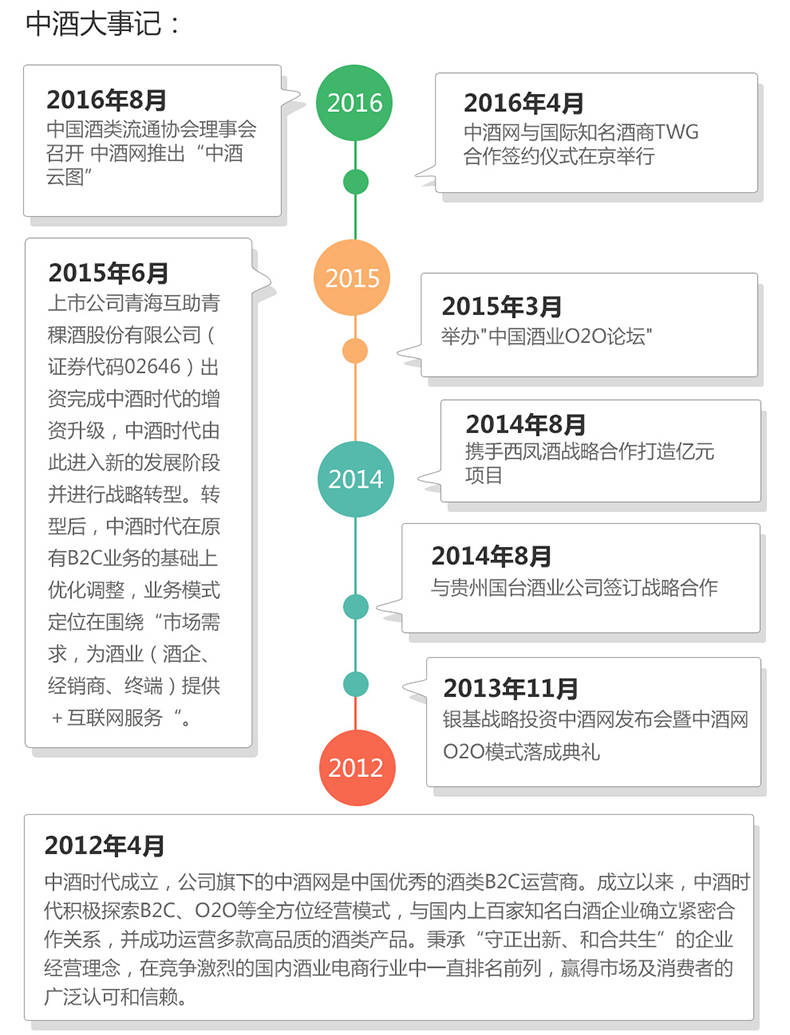 中酒大事记：
2016
2016年8月
中国酒类流通协会理事会
召开 中酒网推出“中酒
云图”
2016年4月
中酒网与国际知名酒商TWG
合作签约仪式在京举行
2015
2015年6月
上市公司青海互助青
稞酒股份有限公司（
证券代码02646）出
资完成中酒时代的增
资升级，中酒时代由
此进入新的发展阶段
并进行战略转型。转
型后，中酒时代在原
有B2C业务的基础上
优化调整，业务模式
定位在围绕“市场需
求，为酒业（酒企、
经销商、终端）提供
＋互联网服务“。
2015年3月
举办"中国酒业O2O论坛"
2014
2014年8月
携手西凤酒战略合作打造亿元
项目
2014年8月
与贵州国台酒业公司签订战略合作
2013年11月
银基战略投资中酒网发布会暨中酒网
O2O模式落成典礼
2012
2012年4月
中酒时代成立，公司旗下的中酒网是中国优秀的酒类B2C运营商。成立以来，中酒时
代积极探索B2C、O2O等全方位经营模式，与国内上百家知名白酒企业确立紧密合
作关系，并成功运营多款高品质的酒类产品。秉承“守正出新、和合共生”的企业
经营理念，在竞争激烈的国内酒业电商行业中一直排名前列，赢得市场及消费者的
广泛认可和信赖。